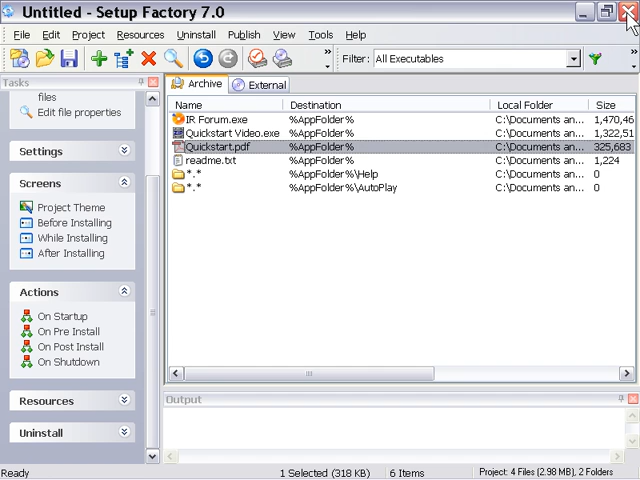 Untitled - Setup Factory 7.0
File Edit Project Resources Uninstall Publish View Tools Help
Filter: All Executables
Tasks
files
Edit file properties
Settings
Screens
Project Theme
Before Installing
While Installing
After Installing
Actions
On Startup
On Pre Install
On Post Install
On Shutdown
Resources
Uninstall
Archive External
Name Destination Local Folder Size
IR Forum.exe %AppFolder% C:\Documents an... 1,470,46
Quickstart Video.exe %AppFolder% C:\Documents an... 1,322,51
Quickstart.pdf %AppFolder% C:\Documents an... 325,683
readme.txt %AppFolder% C:\Documents an... 1,224
*.* %AppFolder%\Help C:\Documents an... 0
*.* %AppFolder%\AutoPlay C:\Documents an... 0
Output
Ready 1 Selected (318 KB) 6 Items Project: 4 Files (2.98 MB), 2 Folders